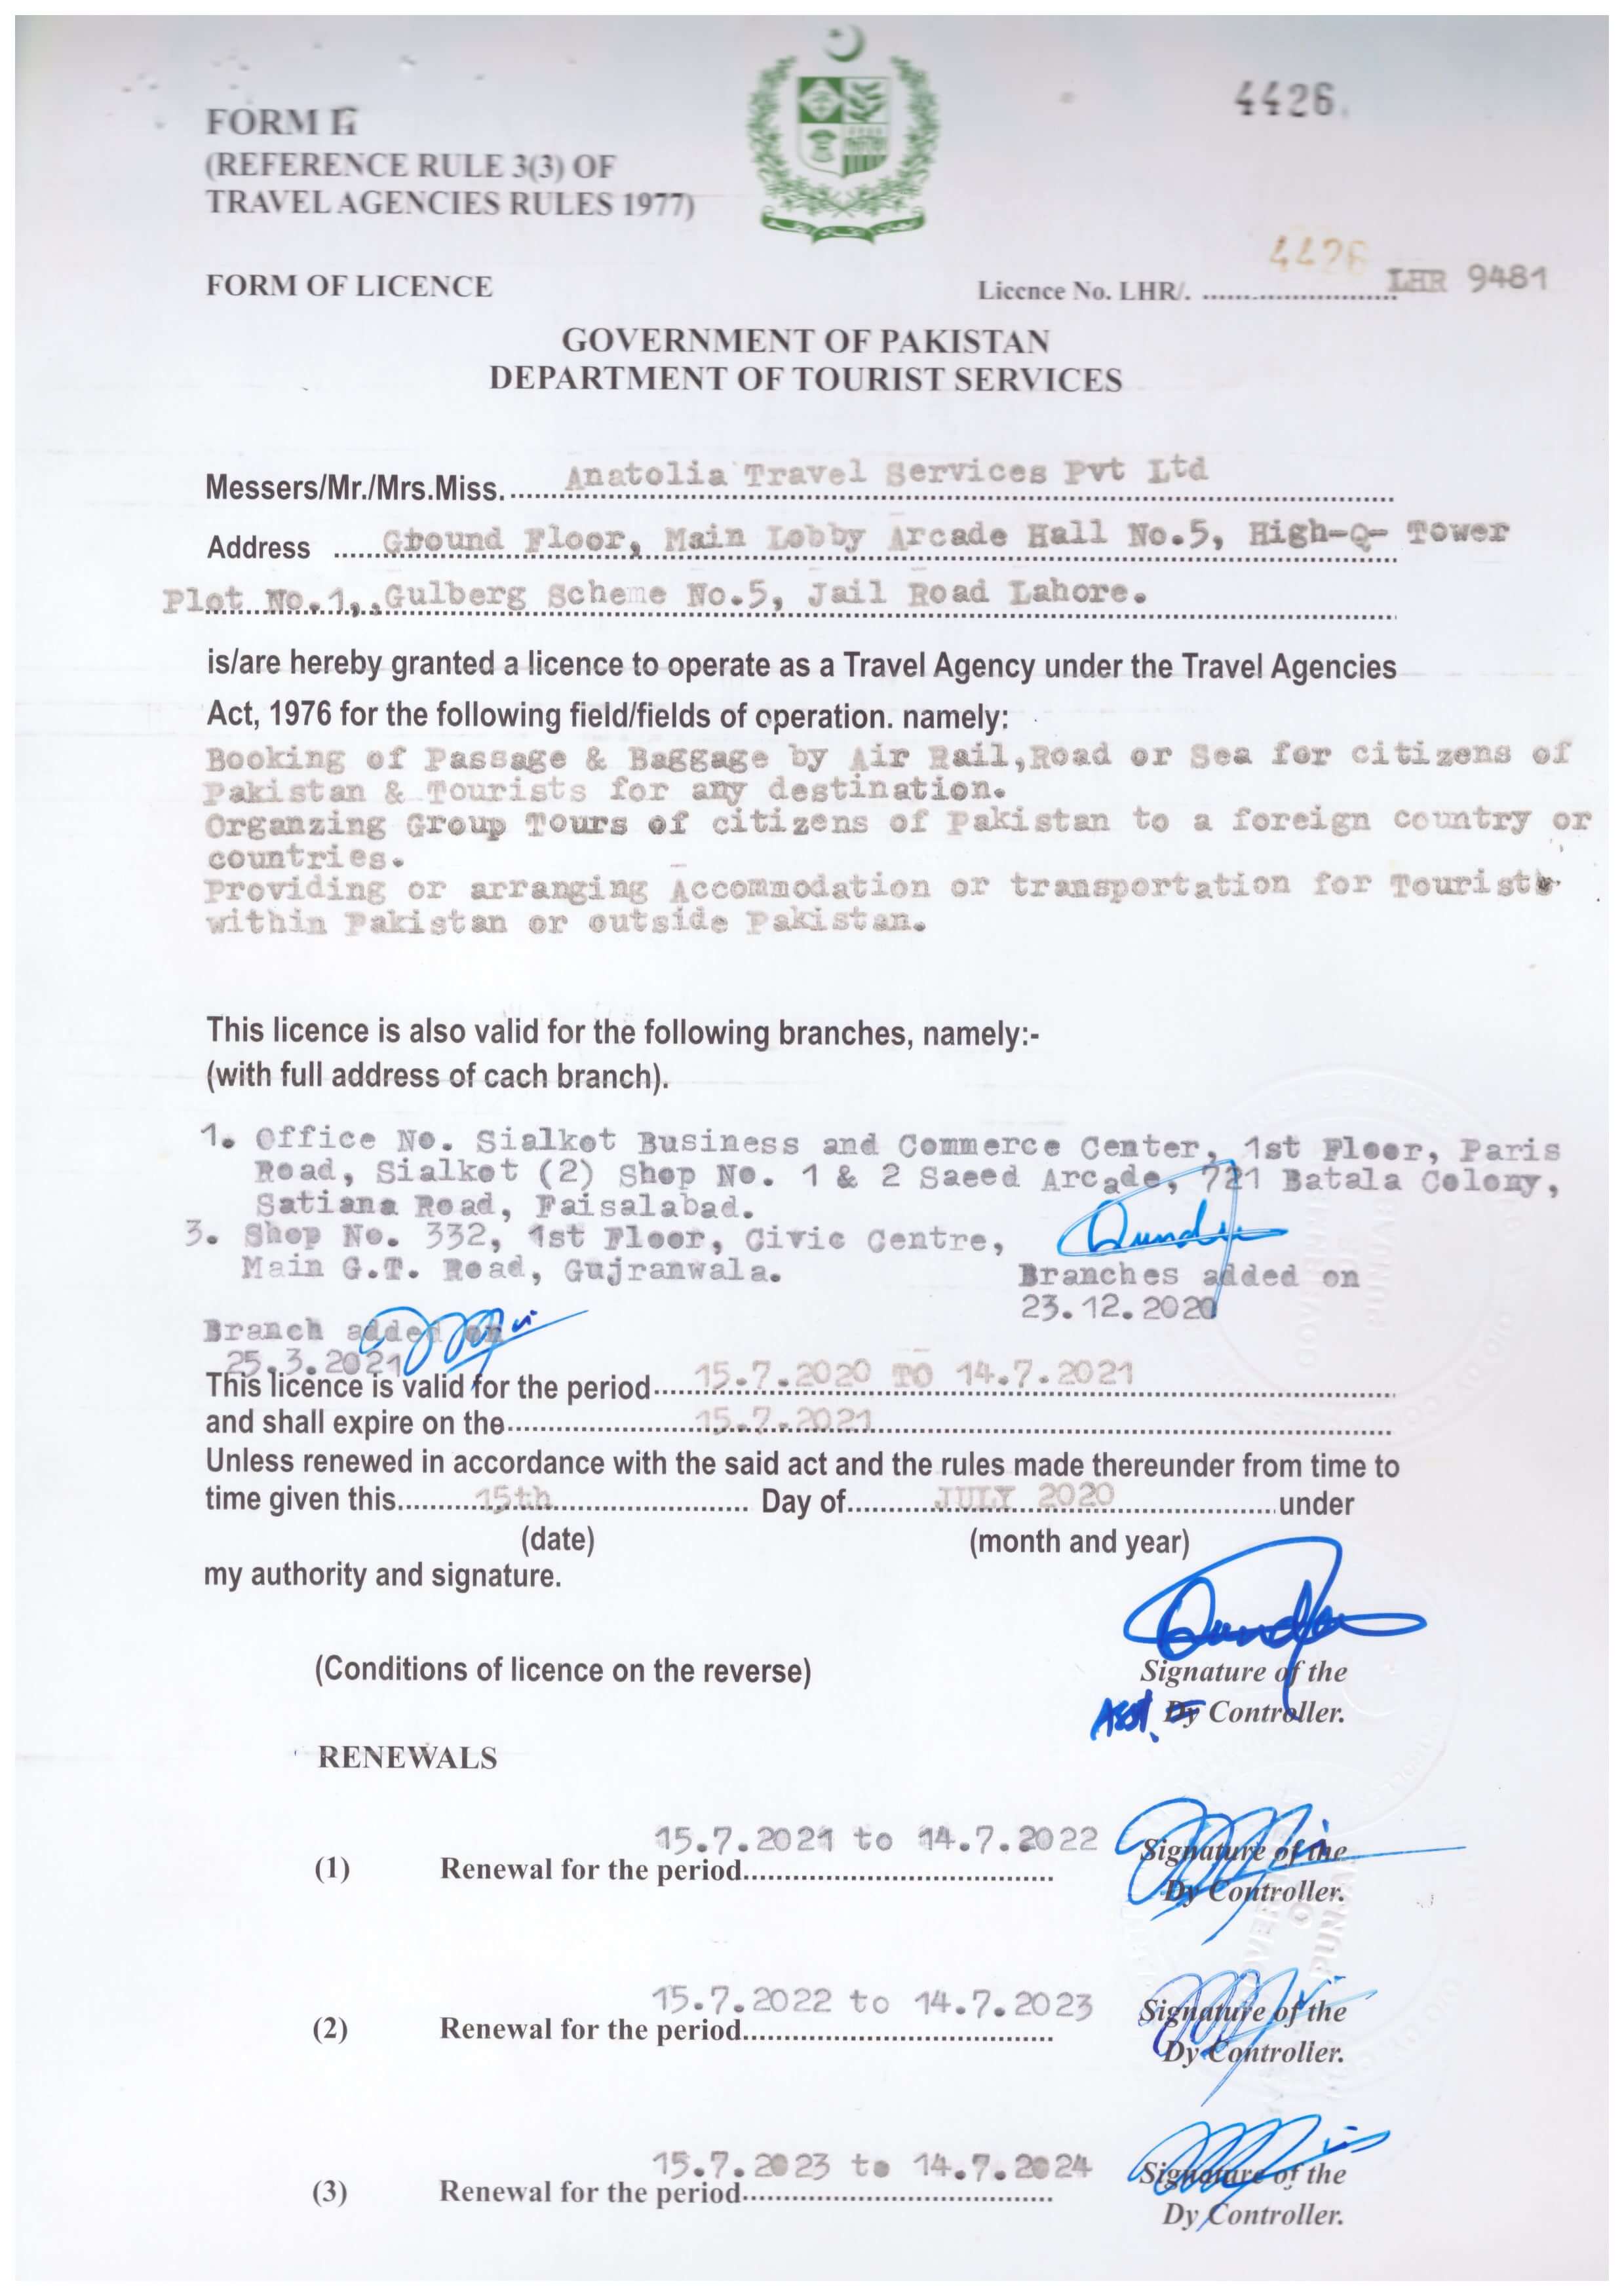 4426.
FORM E
(REFERENCE RULE 3(3) OF
TRAVEL AGENCIES RULES 1977)
4426
FORM OF LICENCE Licence No. LHR/. .......................... LHR 9481
GOVERNMENT OF PAKISTAN
DEPARTMENT OF TOURIST SERVICES
Messers/Mr./Mrs.Miss. Anatolia Travel Services Pvt Ltd
Address Ground Floor, Main Lobby Arcade Hall No.5, High-Q- Tower
Plot No.1, Gulberg Scheme No.5, Jail Road Lahore.
is/are hereby granted a licence to operate as a Travel Agency under the Travel Agencies
Act, 1976 for the following field/fields of operation. namely:
Booking of Passage & Baggage by Air Rail,Road or Sea for citizens of
Pakistan & Tourists for any destination.
Organzing Group Tours of citizens of Pakistan to a foreign country or
countries.
Providing or arranging Accommodation or transportation for Tourists
within Pakistan or outside Pakistan.
This licence is also valid for the following branches, namely:-
(with full address of cach branch).
1. Office No. Sialkot Business and Commerce Center, 1st Floor, Paris
Road, Sialkot (2) Shop No. 1 & 2 Saeed Arcade, 721 Batala Colony,
Satiana Road, Faisalabad.
3. Shop No. 332, 1st Floor, Civic Centre,
Main G.T. Road, Gujranwala.
Branches added on
23.12.2020
Branch added on
25.3.2021
This licence is valid for the period 15.7.2020 TO 14.7.2021
and shall expire on the 15.7.2021
Unless renewed in accordance with the said act and the rules made thereunder from time to
time given this 15th Day of JULY 2020 under
(date) (month and year)
my authority and signature.
(Conditions of licence on the reverse)
Signature of the
Asst. Dy Controller.
RENEWALS
15.7.2021 to 14.7.2022
(1) Renewal for the period
Signature of the
Dy Controller.
15.7.2022 to 14.7.2023
(2) Renewal for the period
Signature of the
Dy Controller.
15.7.2023 to 14.7.2024
(3) Renewal for the period
Signature of the
Dy Controller.